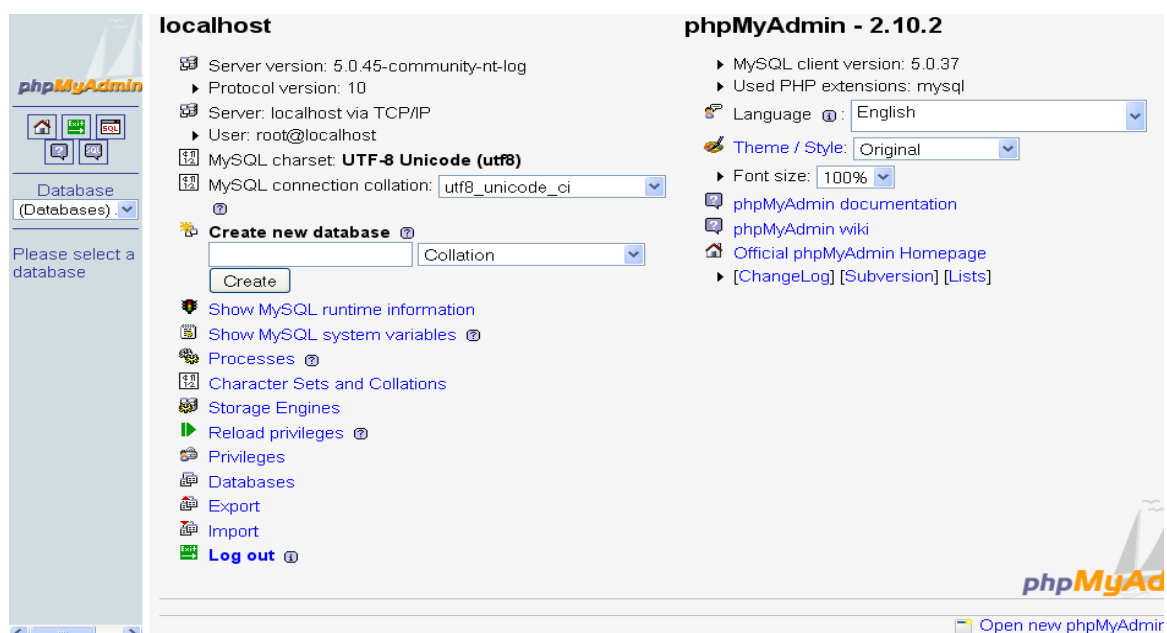 phpMyAdmin
Exit
SQL
SQL
Database
(Databases) .
Please select a
database
localhost
Server version: 5.0.45-community-nt-log
Protocol version: 10
Server: localhost via TCP/IP
User: root@localhost
MySQL charset: UTF-8 Unicode (utf8)
MySQL connection collation: utf8_unicode_ci
Create new database
Collation
Create
Show MySQL runtime information
Show MySQL system variables
Processes
Character Sets and Collations
Storage Engines
Reload privileges
Privileges
Databases
Export
Import
Log out
phpMyAdmin - 2.10.2
MySQL client version: 5.0.37
Used PHP extensions: mysql
Language : English
Theme / Style: Original
Font size: 100%
phpMyAdmin documentation
phpMyAdmin wiki
Official phpMyAdmin Homepage
[ChangeLog] [Subversion] [Lists]
phpMyAd
Open new phpMyAdmin